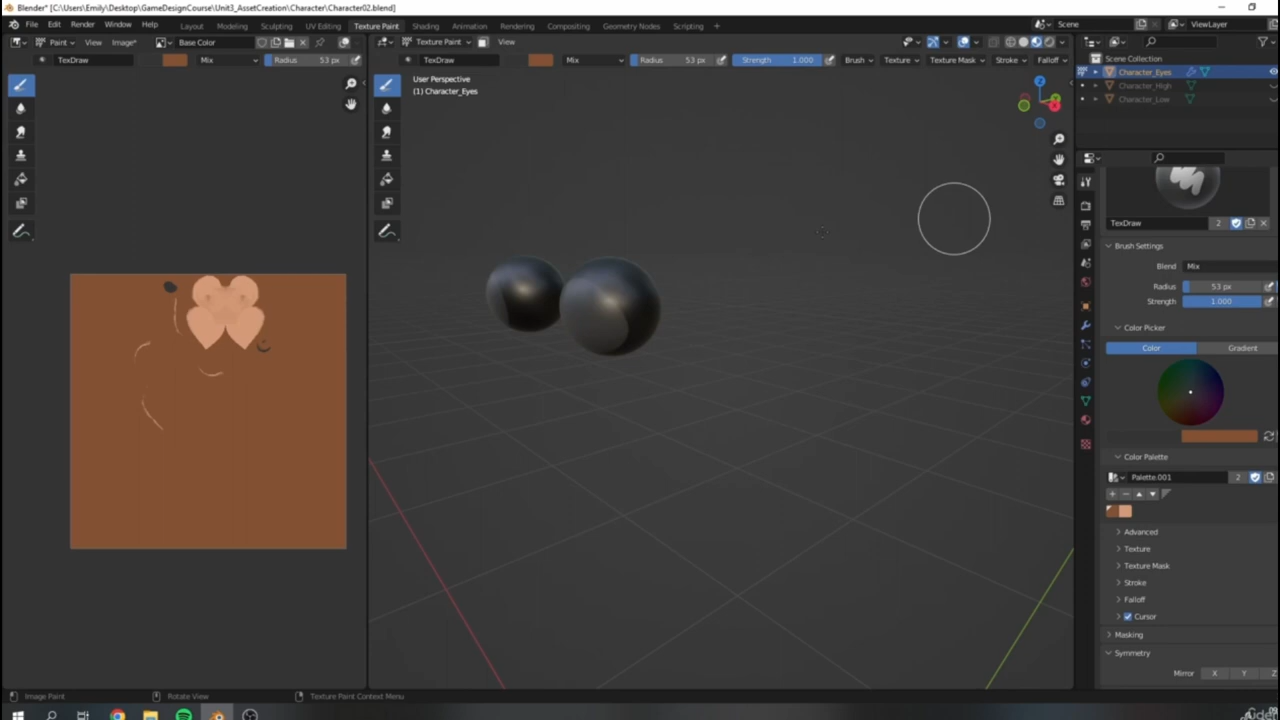 Blender* [C:\Users\Emily\Desktop\GameDesignCourse\Unit3_AssetCreation\Character\Character02.blend]
File Edit Render Window Help Layout Modeling Sculpting UV Editing Texture Paint Shading Animation Rendering Compositing Geometry Nodes Scripting + Scene ViewLayer
Paint View Image* Base Color Texture Paint View
TexDraw Mix Radius 53 px TexDraw Mix Radius 53 px Strength 1.000 Brush Texture Texture Mask Stroke Falloff
Scene Collection
Character_Eyes
Character_High
Character_Low
User Perspective
(1) Character_Eyes
Z
TexDraw 2
Brush Settings
Blend Mix
Radius 53 px
Strength 1.000
Color Picker
Color Gradient
Color Palette
Palette.001 2
Advanced
Texture
Texture Mask
Stroke
Falloff
Cursor
Masking
Symmetry
Mirror X Y Z
Image Paint Rotate View Texture Paint Context Menu